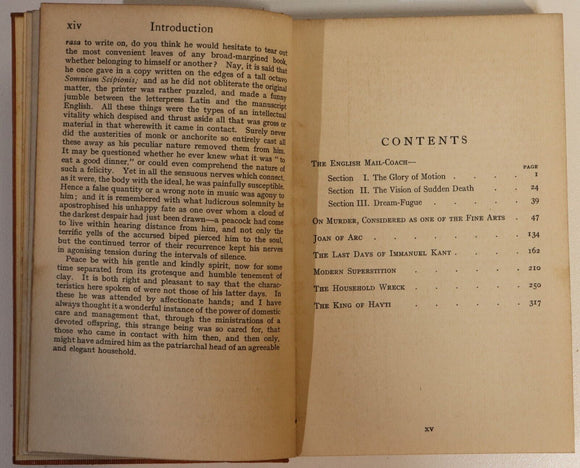 xiv Introduction
rasa to write on, do you think he would hesitate to tear out
the most convenient leaves of any broad-margined book,
whether belonging to himself or another? Nay, it is said that
he once gave in a copy written on the edges of a tall octavo
Somnium Scipionis; and as he did not obliterate the original
matter, the printer was rather puzzled, and made a funny
jumble between the letterpress Latin and the manuscript
English. All these things were the types of an intellectual
vitality which despised and thrust aside all that was gross or
material in that wherewith it came in contact. Surely never
did the austerities of monk or anchorite so entirely cast all
these away as his peculiar nature removed them from him.
It may be questioned whether he ever knew what it was "to
eat a good dinner," or could even comprehend the nature of
such a felicity. Yet in all the sensuous nerves which connect,
as it were, the body with the ideal, he was painfully susceptible.
Hence a false quantity or a wrong note in music was agony to
him; and it is remembered with what ludicrous solemnity he
apostrophised his unhappy fate as one over whom a cloud of
the darkest despair had just been drawn—a peacock had come
to live within hearing distance from him, and not only the
terrific yells of the accursed biped pierced him to the soul,
but the continued terror of their recurrence kept his nerves
in agonising tension during the intervals of silence.
Peace be with his gentle and kindly spirit, now for some
time separated from its grotesque and humble tenement of
clay. It is both right and pleasant to say that the charac-
teristics here spoken of were not those of his latter days. In
these he was attended by affectionate hands; and I have
always thought it a wonderful instance of the power of domestic
care and management that, through the ministrations of a
devoted offspring, this strange being was so cared for, that
those who came in contact with him then, and then only,
might have admired him as the patriarchal head of an agreeable
and elegant household.
CONTENTS
THE ENGLISH MAIL-COACH—
PAGE
Section I. The Glory of Motion . . . . . 1
Section II. The Vision of Sudden Death . . . . 24
Section III. Dream-Fugue . . . . . 39
ON MURDER, CONSIDERED AS ONE OF THE FINE ARTS . 47
JOAN OF ARC . . . . . . . 134
THE LAST DAYS OF IMMANUEL KANT . . . . 162
MODERN SUPERSTITION . . . . . . 210
THE HOUSEHOLD WRECK . . . . . . 250
THE KING OF HAYTI . . . . . . 317
xv